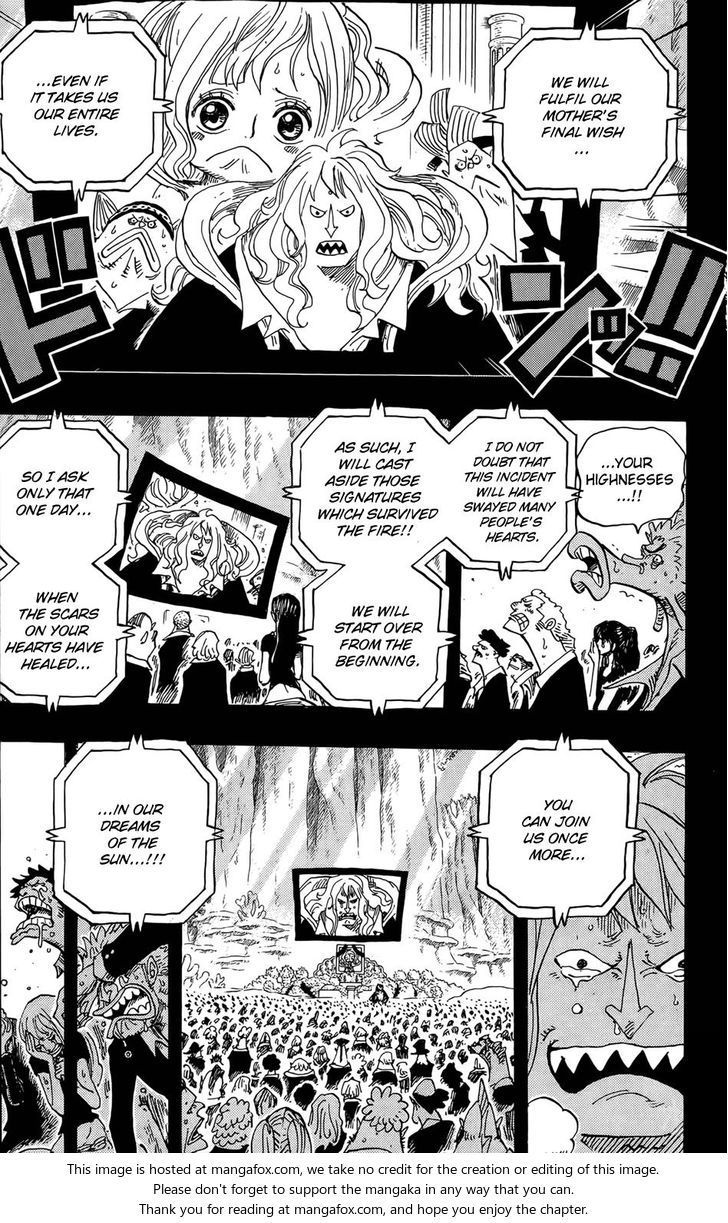 WE WILL
FULFIL OUR
MOTHER'S
FINAL WISH
...
...EVEN IF
IT TAKES US
OUR ENTIRE
LIVES.
ドンッ!!
...YOUR
HIGHNESSES
...!!
I DO NOT
DOUBT THAT
THIS INCIDENT
WILL HAVE
SWAYED MANY
PEOPLE'S
HEARTS.
AS SUCH, I
WILL CAST
ASIDE THOSE
SIGNATURES
WHICH SURVIVED
THE FIRE!!
WE WILL
START OVER
FROM THE
BEGINNING.
SO I ASK
ONLY THAT
ONE DAY...
WHEN
THE SCARS
ON YOUR
HEARTS HAVE
HEALED...
YOU
CAN JOIN
US ONCE
MORE...
...IN OUR
DREAMS
OF THE
SUN...!!!
This image is hosted at mangafox.com, we take no credit for the creation or editing of this image.
Please don't forget to support the mangaka in any way that you can.
Thank you for reading at mangafox.com, and hope you enjoy the chapter.